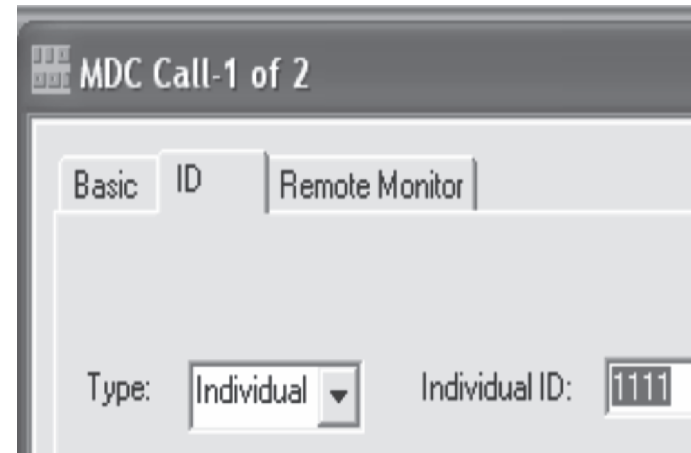 MDC Call-1 of 2
Basic ID Remote Monitor
Type: Individual Individual ID: 1111